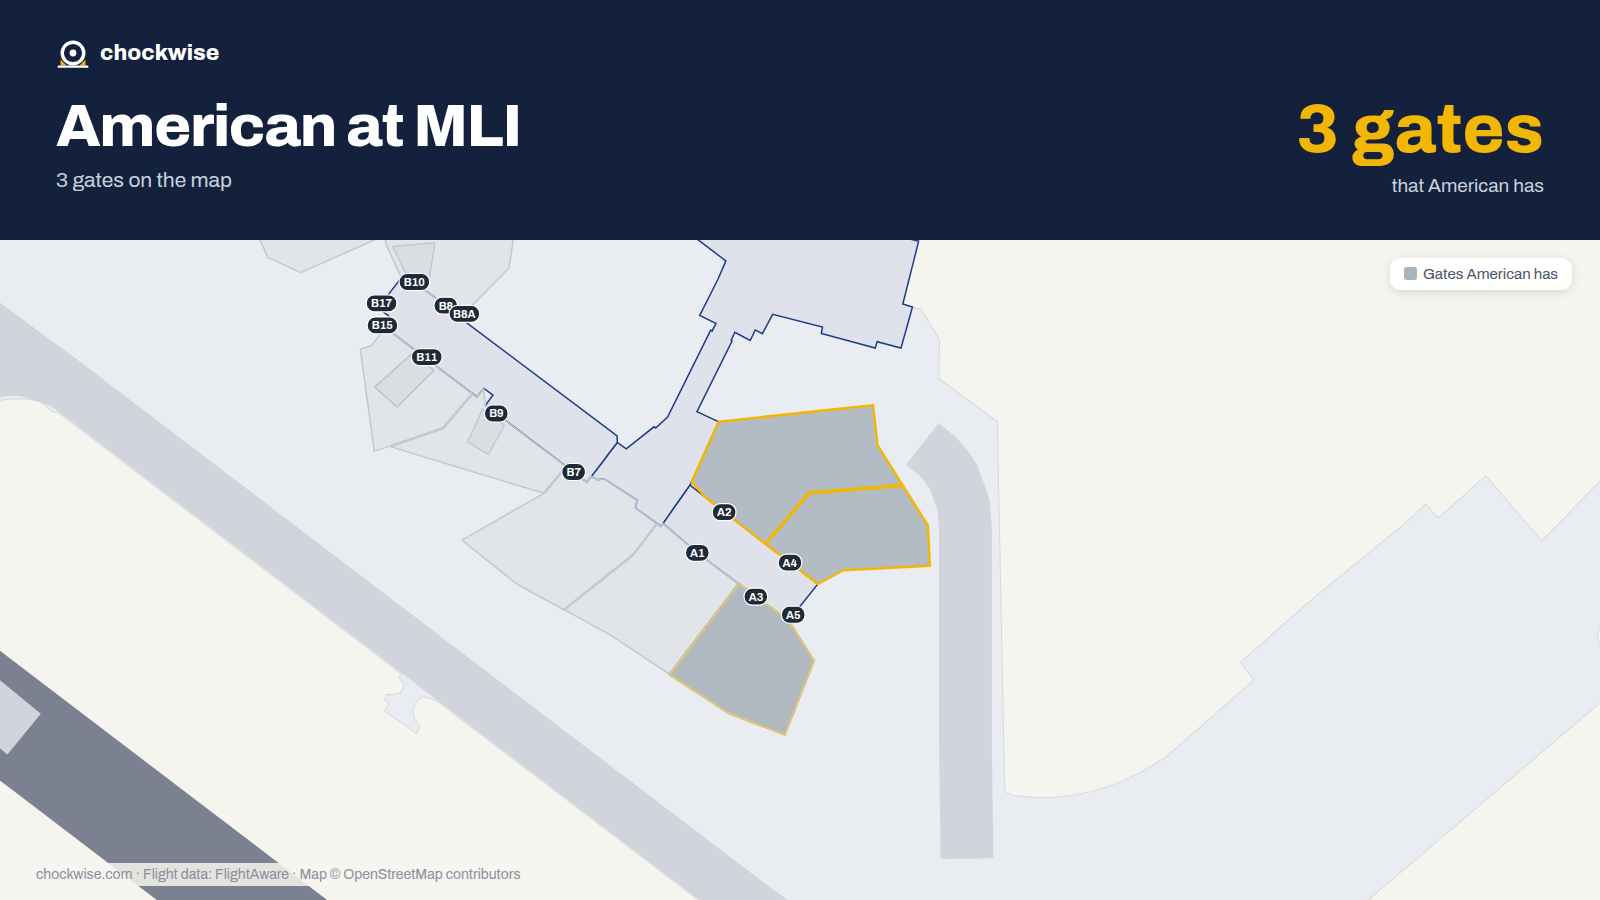 chockwise
American at MLI
3 gates on the map
3 gates
that American has
Gates American has
B10
B17
B8
B8A
B15
B11
B9
B7
A2
A1
A4
A3
A5
chockwise.com · Flight data: FlightAware · Map © OpenStreetMap contributors